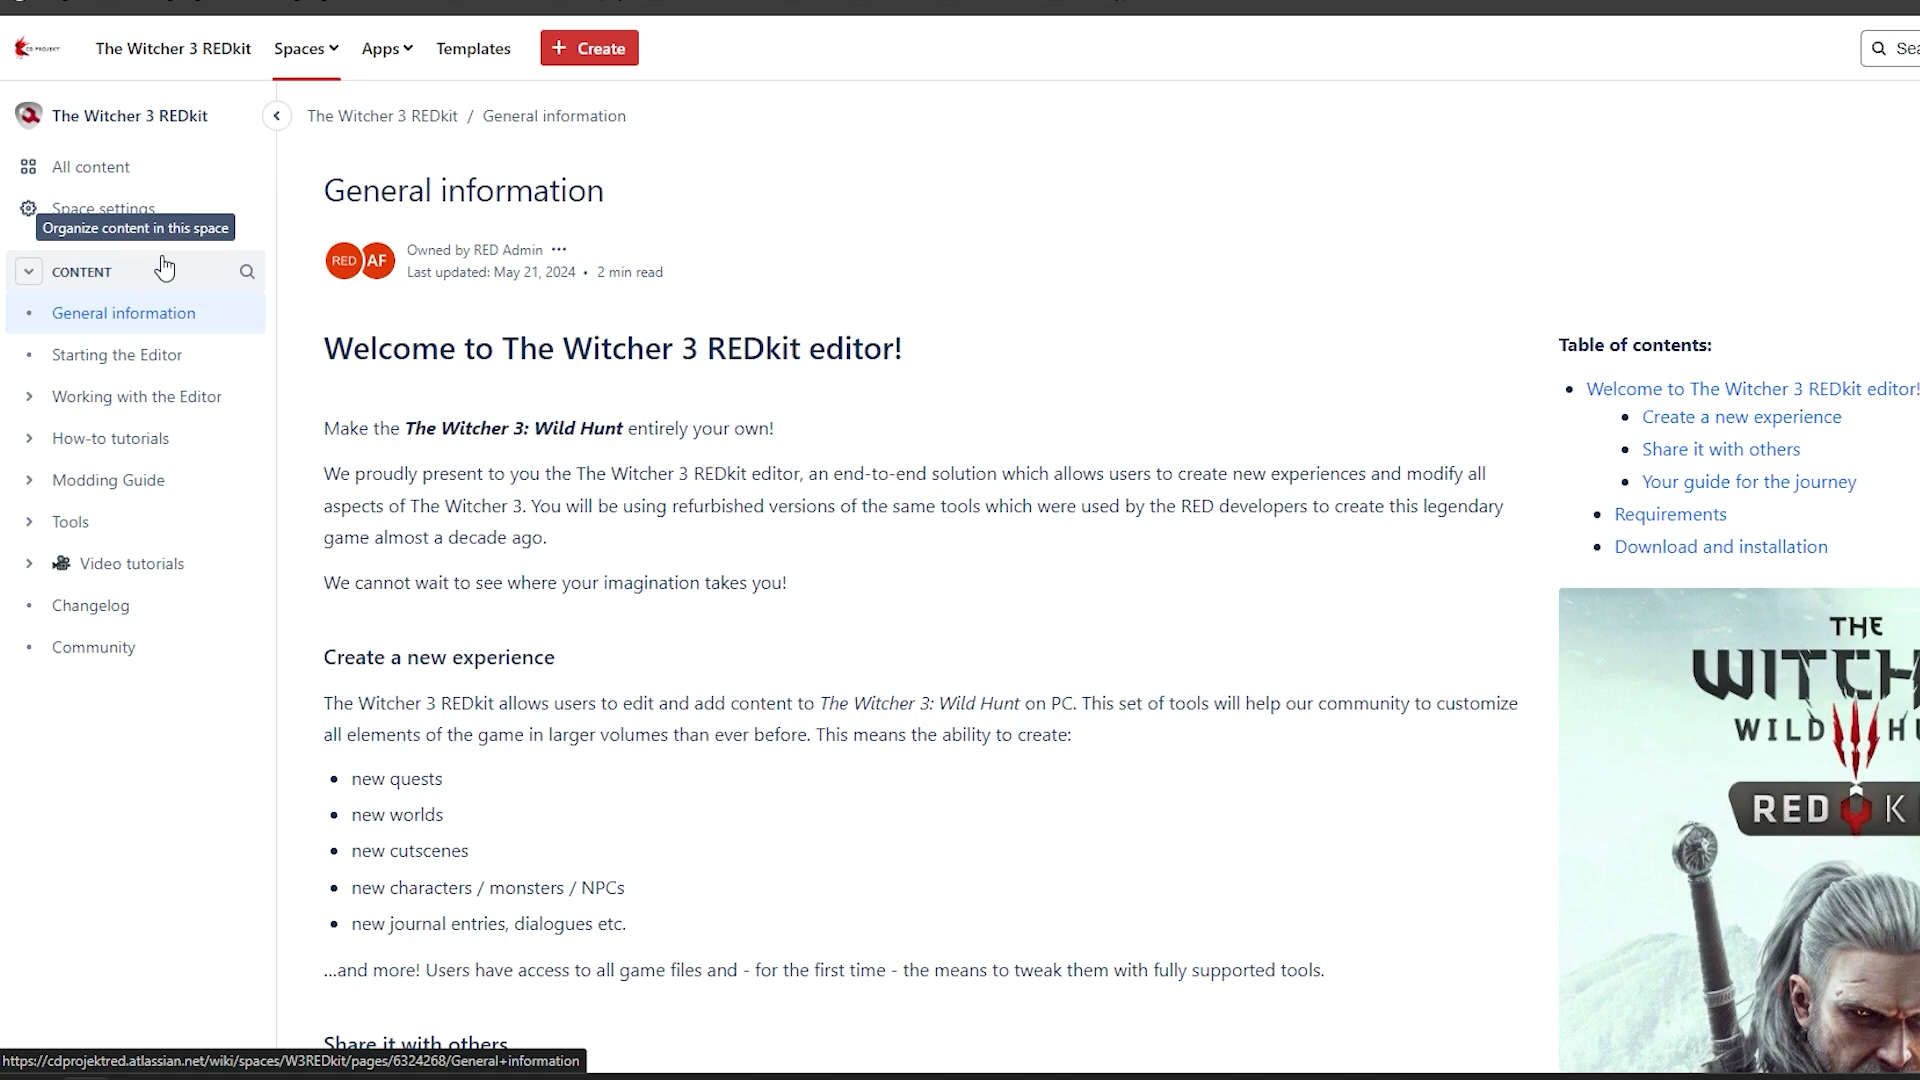 CD PROJEKT
The Witcher 3 REDkit
Spaces
Apps
Templates
+ Create
Sea
The Witcher 3 REDkit
The Witcher 3 REDkit / General information
All content
Space settings
Organize content in this space
CONTENT
General information
Starting the Editor
Working with the Editor
How-to tutorials
Modding Guide
Tools
Video tutorials
Changelog
Community
General information
RED AF
Owned by RED Admin •••
Last updated: May 21, 2024 • 2 min read
Welcome to The Witcher 3 REDkit editor!
Make the The Witcher 3: Wild Hunt entirely your own!
We proudly present to you the The Witcher 3 REDkit editor, an end-to-end solution which allows users to create new experiences and modify all
aspects of The Witcher 3. You will be using refurbished versions of the same tools which were used by the RED developers to create this legendary
game almost a decade ago.
We cannot wait to see where your imagination takes you!
Create a new experience
The Witcher 3 REDkit allows users to edit and add content to The Witcher 3: Wild Hunt on PC. This set of tools will help our community to customize
all elements of the game in larger volumes than ever before. This means the ability to create:
• new quests
• new worlds
• new cutscenes
• new characters / monsters / NPCs
• new journal entries, dialogues etc.
...and more! Users have access to all game files and - for the first time - the means to tweak them with fully supported tools.
Share it with others
Table of contents:
• Welcome to The Witcher 3 REDkit editor!
• Create a new experience
• Share it with others
• Your guide for the journey
• Requirements
• Download and installation
THE
WITCH
WILD HU
RED K
https://cdprojektred.atlassian.net/wiki/spaces/W3REDkit/pages/6324268/General+information